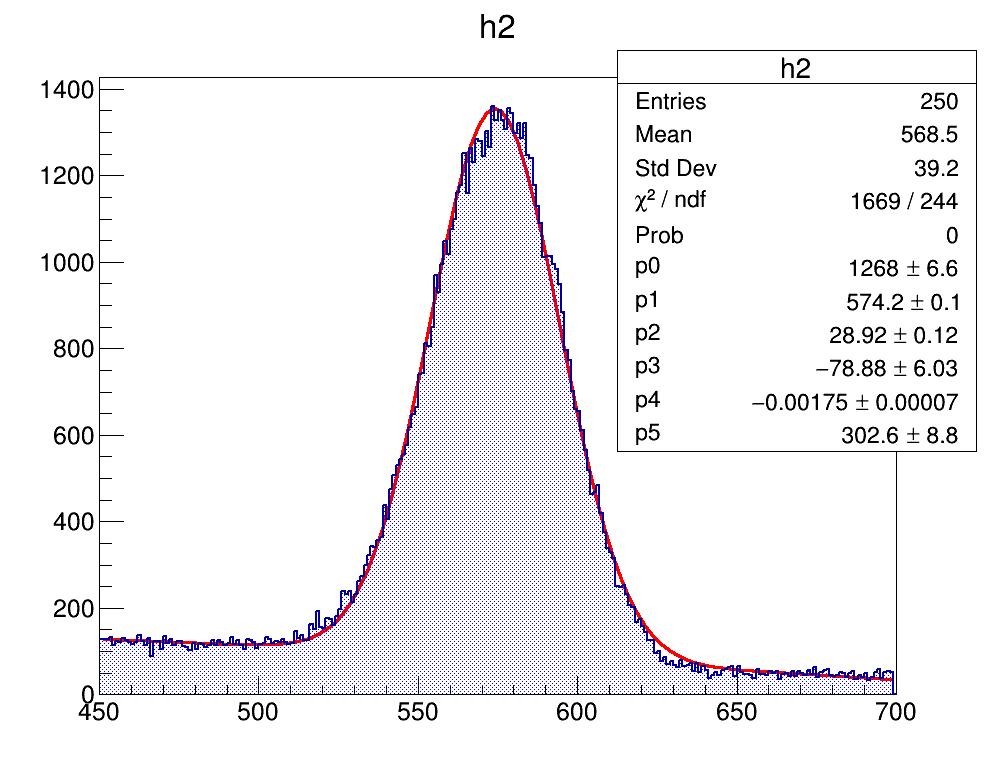 h2
h2
Entries 250
Mean 568.5
Std Dev 39.2
χ² / ndf 1669 / 244
Prob 0
p0 1268 ± 6.6
p1 574.2 ± 0.1
p2 28.92 ± 0.12
p3 −78.88 ± 6.03
p4 −0.00175 ± 0.00007
p5 302.6 ± 8.8
1400
1200
1000
800
600
400
200
0
450 500 550 600 650 700